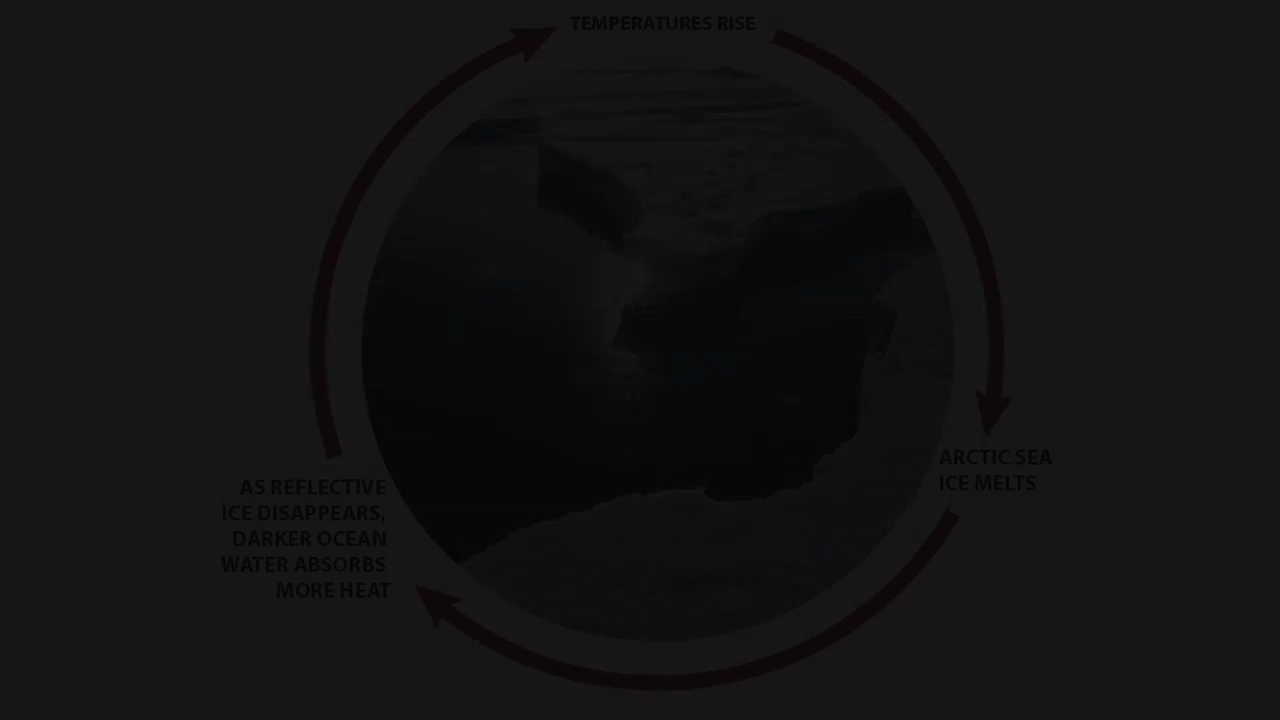 TEMPERATURES RISE
ARCTIC SEA
ICE MELTS
AS REFLECTIVE
ICE DISAPPEARS,
DARKER OCEAN
WATER ABSORBS
MORE HEAT